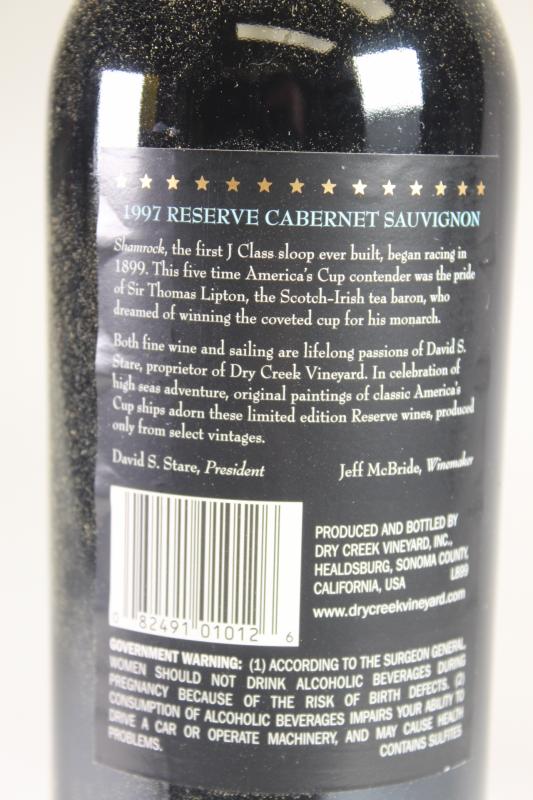 1997 RESERVE CABERNET SAUVIGNON
Shamrock, the first J Class sloop ever built, began racing in
1899. This five time America's Cup contender was the pride
of Sir Thomas Lipton, the Scotch-Irish tea baron, who
dreamed of winning the coveted cup for his monarch.
Both fine wine and sailing are lifelong passions of David S.
Stare, proprietor of Dry Creek Vineyard. In celebration of
high seas adventure, original paintings of classic America's
Cup ships adorn these limited edition Reserve wines, produced
only from select vintages.
David S. Stare, President Jeff McBride, Winemaker
PRODUCED AND BOTTLED BY
DRY CREEK VINEYARD, INC.,
HEALDSBURG, SONOMA COUNTY,
CALIFORNIA, USA L899
www.drycreekvineyard.com
0 82491 01012 6
GOVERNMENT WARNING: (1) ACCORDING TO THE SURGEON GENERAL,
WOMEN SHOULD NOT DRINK ALCOHOLIC BEVERAGES DURING
PREGNANCY BECAUSE OF THE RISK OF BIRTH DEFECTS. (2)
CONSUMPTION OF ALCOHOLIC BEVERAGES IMPAIRS YOUR ABILITY TO
DRIVE A CAR OR OPERATE MACHINERY, AND MAY CAUSE HEALTH
PROBLEMS. CONTAINS SULFITES